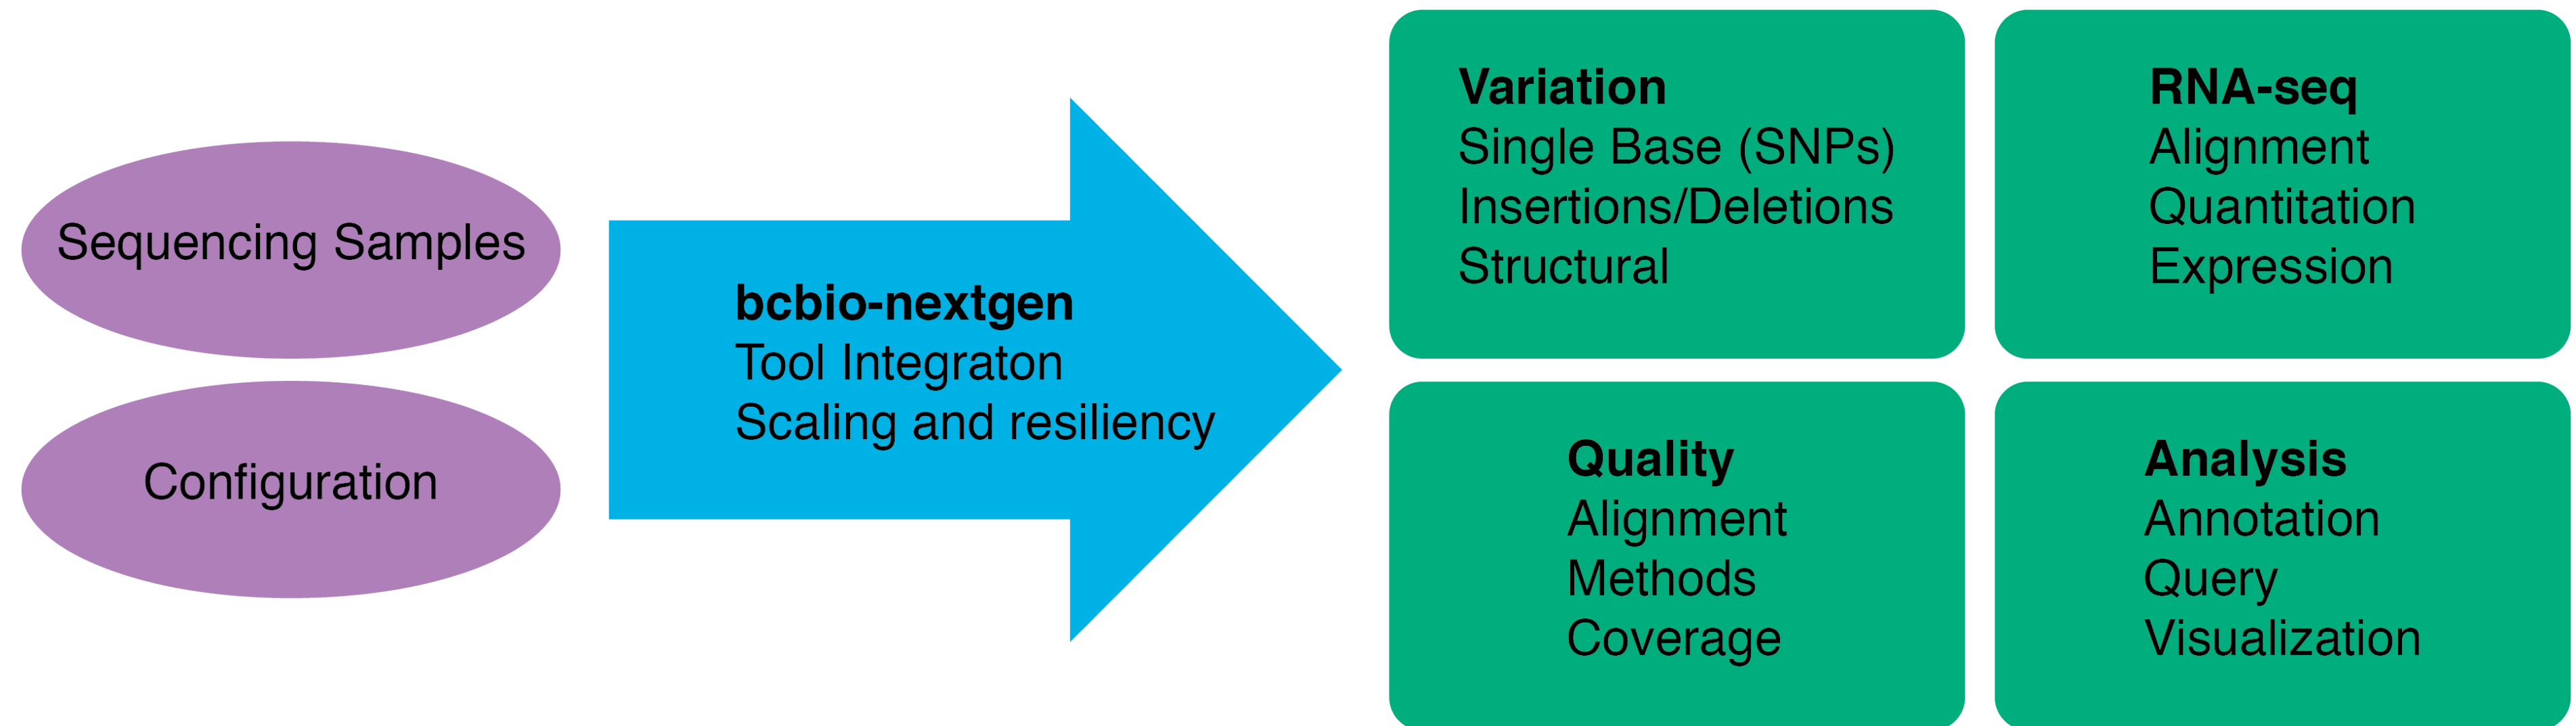 Sequencing Samples
Configuration
bcbio-nextgen
Tool Integraton
Scaling and resiliency
Variation
Single Base (SNPs)
Insertions/Deletions
Structural
RNA-seq
Alignment
Quantitation
Expression
Quality
Alignment
Methods
Coverage
Analysis
Annotation
Query
Visualization